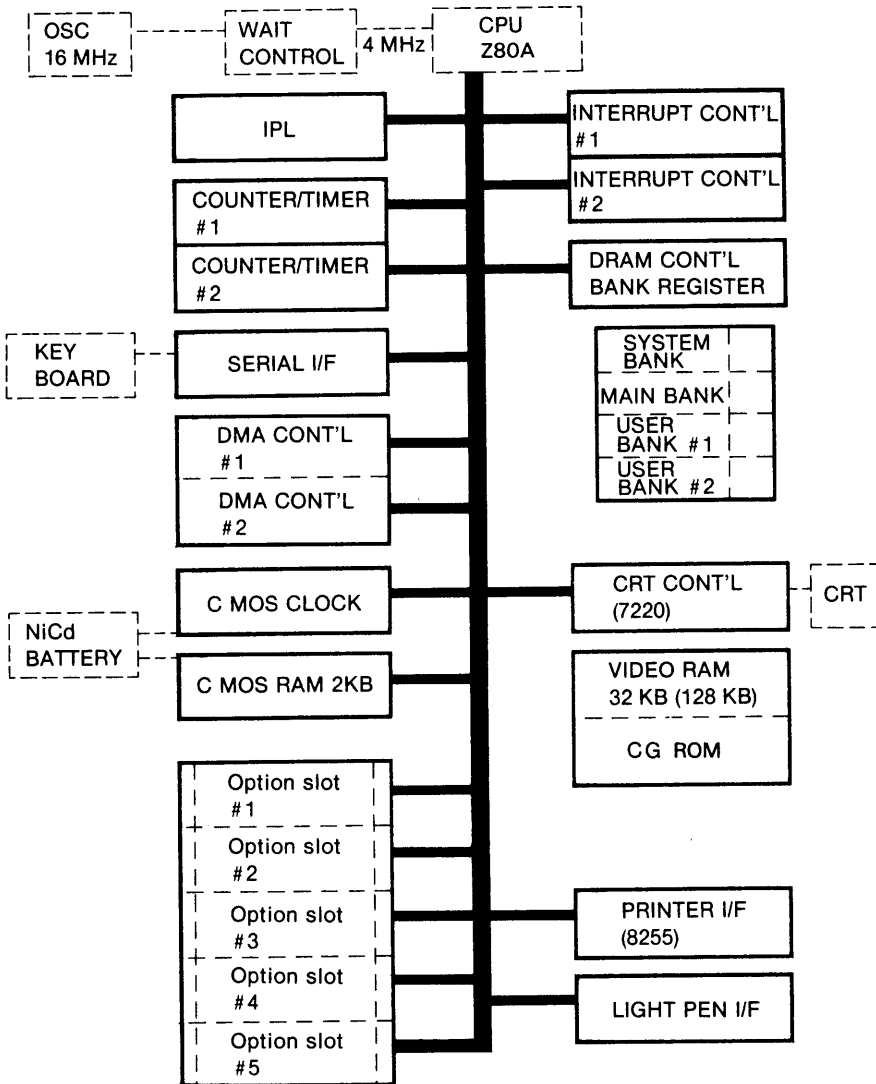 OSC
16 MHz
WAIT
CONTROL
4 MHz
CPU
Z80A
IPL
INTERRUPT CONT'L
#1
INTERRUPT CONT'L
#2
COUNTER/TIMER
#1
COUNTER/TIMER
#2
DRAM CONT'L
BANK REGISTER
KEY
BOARD
SERIAL I/F
SYSTEM
BANK
MAIN BANK
USER
BANK #1
USER
BANK #2
DMA CONT'L
#1
DMA CONT'L
#2
C MOS CLOCK
CRT CONT'L
(7220)
CRT
NiCd
BATTERY
C MOS RAM 2KB
VIDEO RAM
32 KB (128 KB)
CG ROM
Option slot
#1
Option slot
#2
Option slot
#3
Option slot
#4
Option slot
#5
PRINTER I/F
(8255)
LIGHT PEN I/F